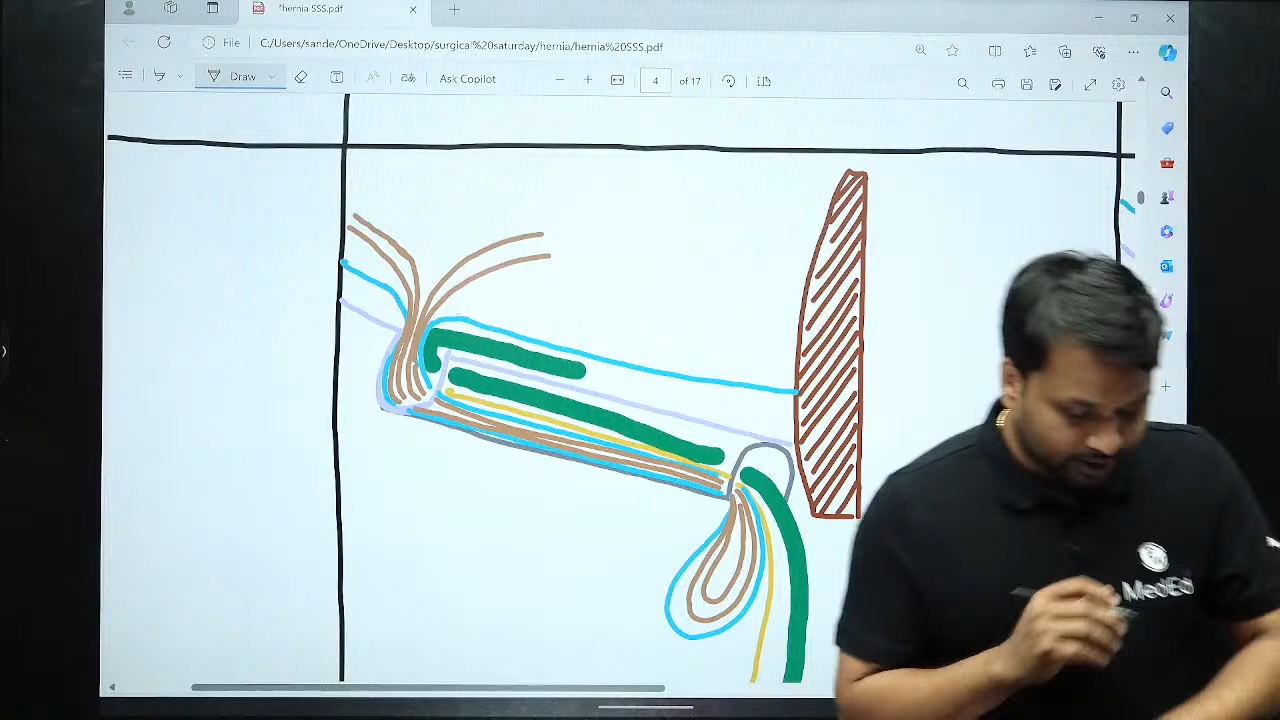 *hernia SSS.pdf
File C:/Users/sande/OneDrive/Desktop/surgical%20saturday/hernia/hernia%20SSS.pdf
Draw Ask Copilot 4 of 17
MedEd